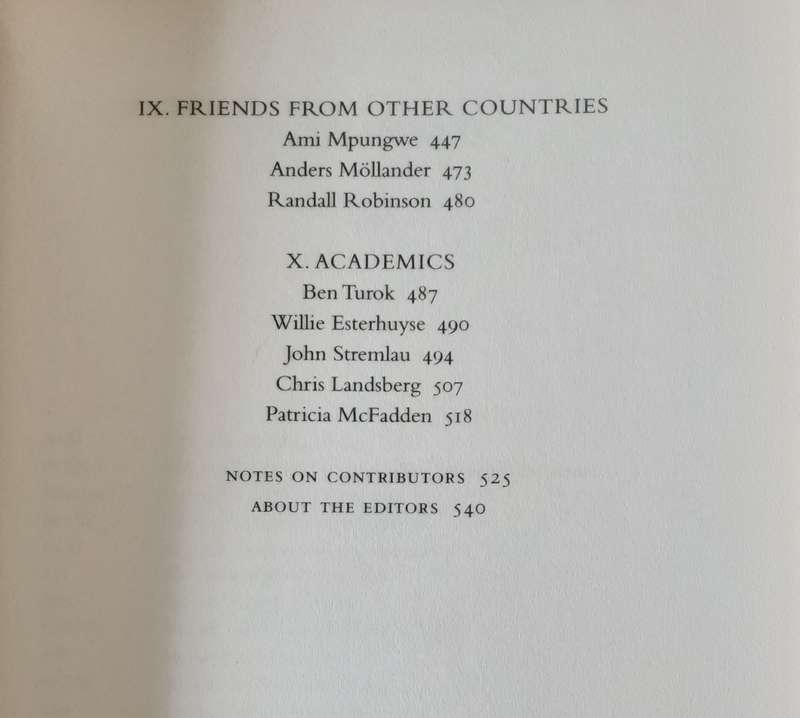 IX. FRIENDS FROM OTHER COUNTRIES
Ami Mpungwe 447
Anders Möllander 473
Randall Robinson 480
X. ACADEMICS
Ben Turok 487
Willie Esterhuyse 490
John Stremlau 494
Chris Landsberg 507
Patricia McFadden 518
NOTES ON CONTRIBUTORS 525
ABOUT THE EDITORS 540